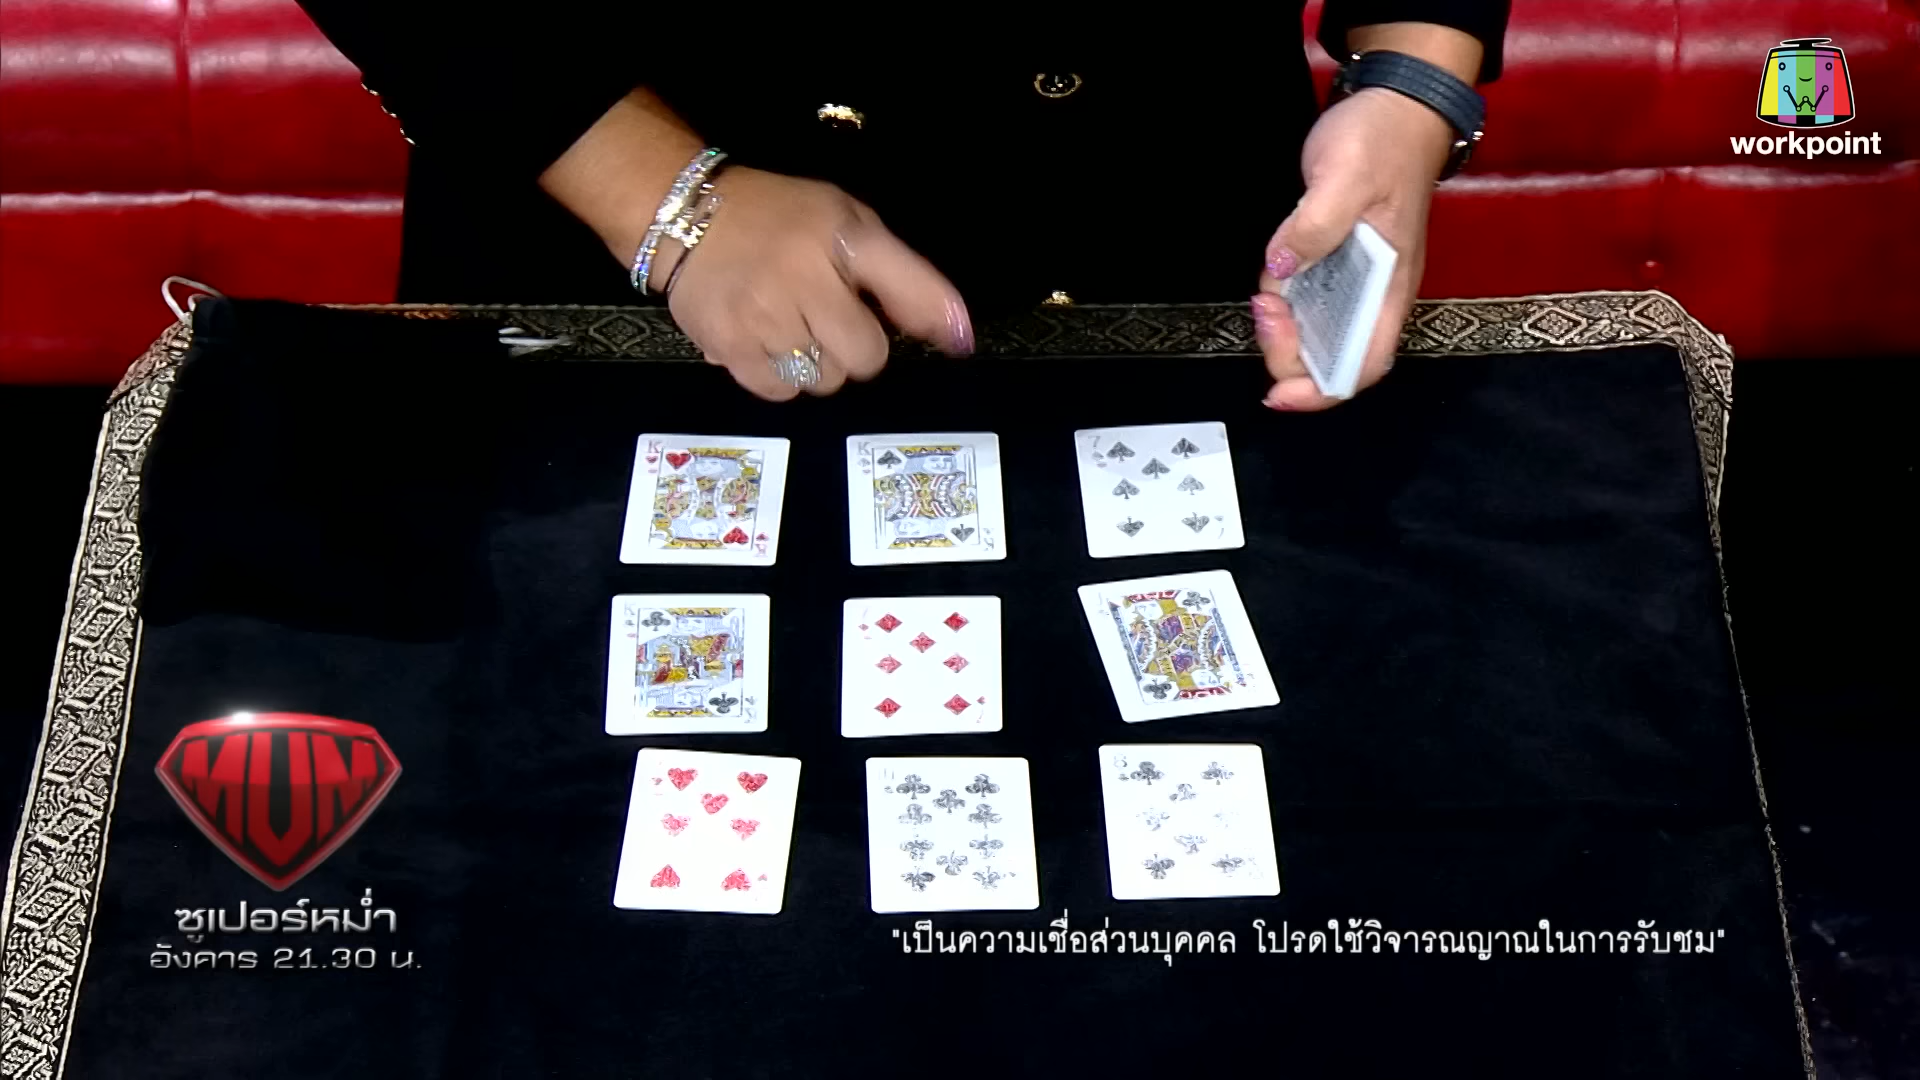 workpoint
K
K
K
7
K
8
MUM
ซูเปอร์หม่ำ
อังคาร 21.30 น.
"เป็นความเชื่อส่วนบุคคล โปรดใช้วิจารณญาณในการรับชม"